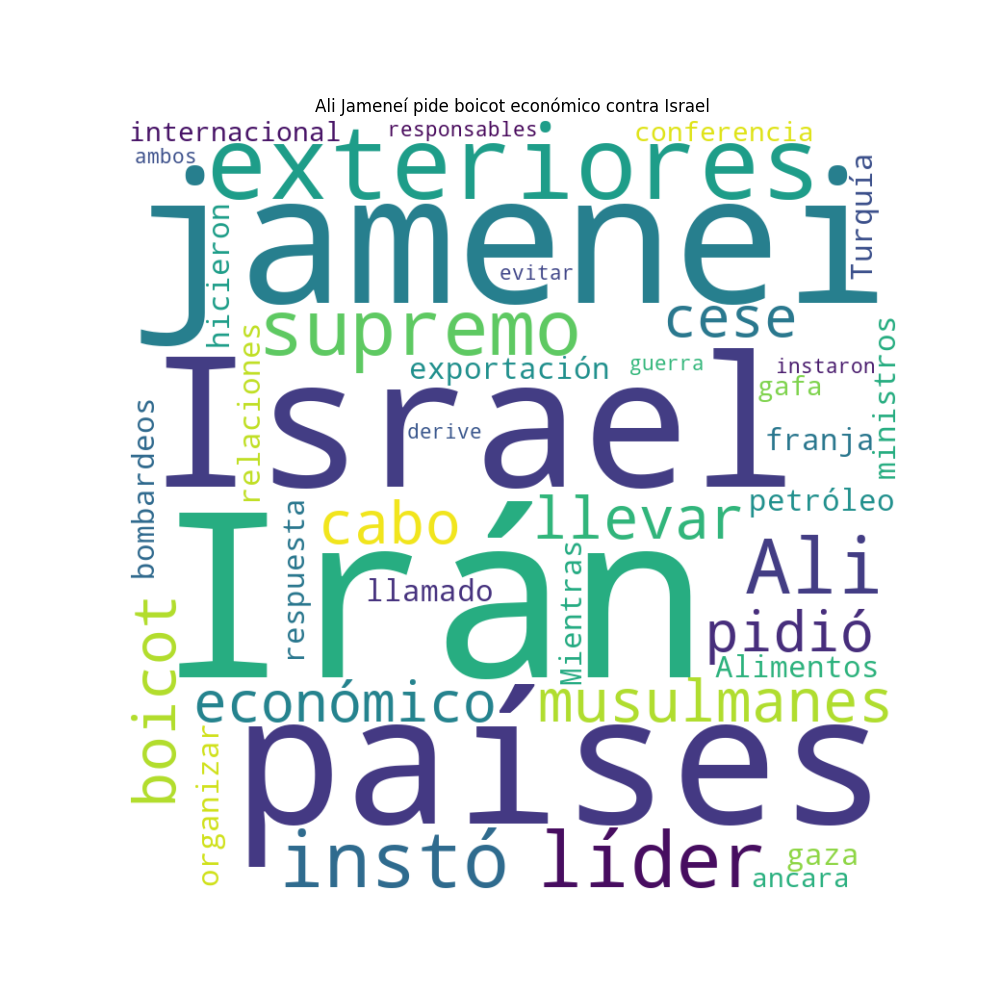 Ali Jameneí pide boicot económico contra Israel
internacional
responsables
conferencia
ambos
exteriores
Turquía
jamenei
hicieron
evitar
supremo
cese
relaciones
exportación
guerra
instaron
ministros
Israel
gafa
bombardeos
derive
franja
petróleo
cabo
llevar
Irán
respuesta
Mientras
llamado
Ali
boicot
pidió
Alimentos
económico
musulmanes
países
organizar
instó
líder
gaza
ancara